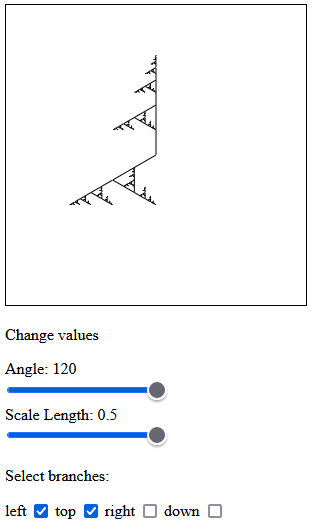 Change values
Angle: 120
Scale Length: 0.5
Select branches:
left top right down